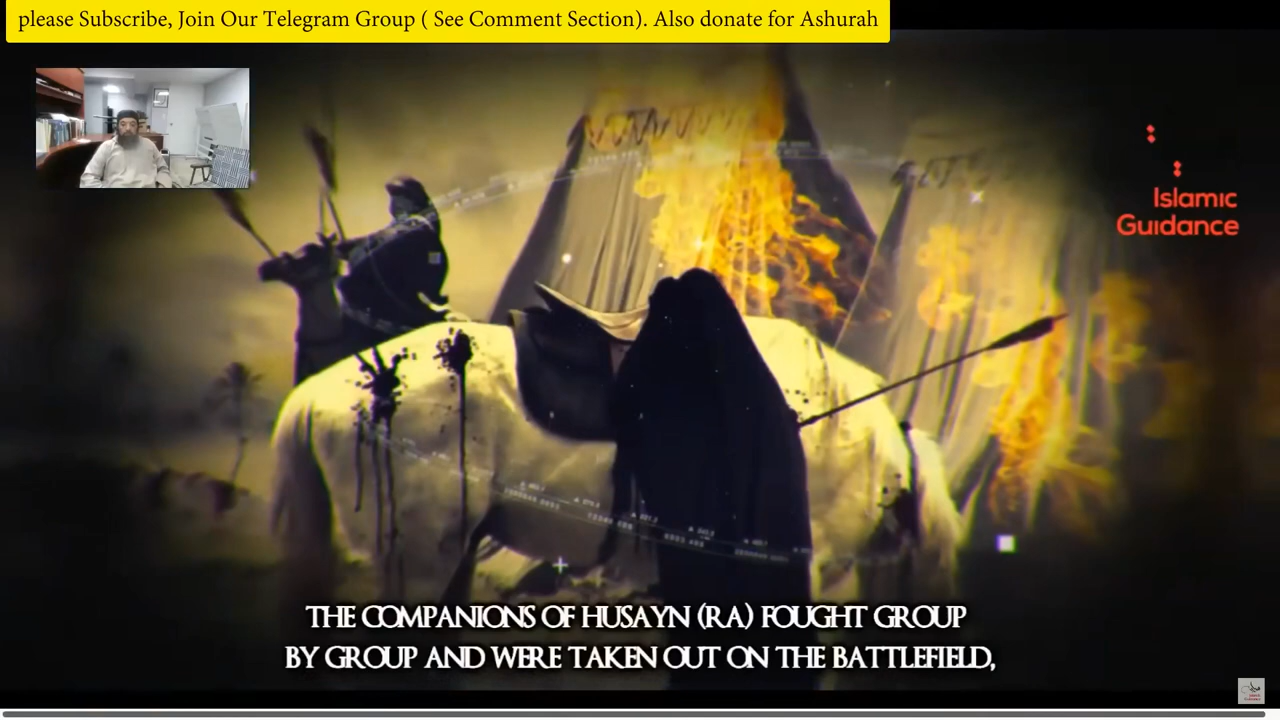 please Subscribe, Join Our Telegram Group ( See Comment Section). Also donate for Ashurah
Islamic
Guidance
THE COMPANIONS OF HUSAYN (RA) FOUGHT GROUP
BY GROUP AND WERE TAKEN OUT ON THE BATTLEFIELD,